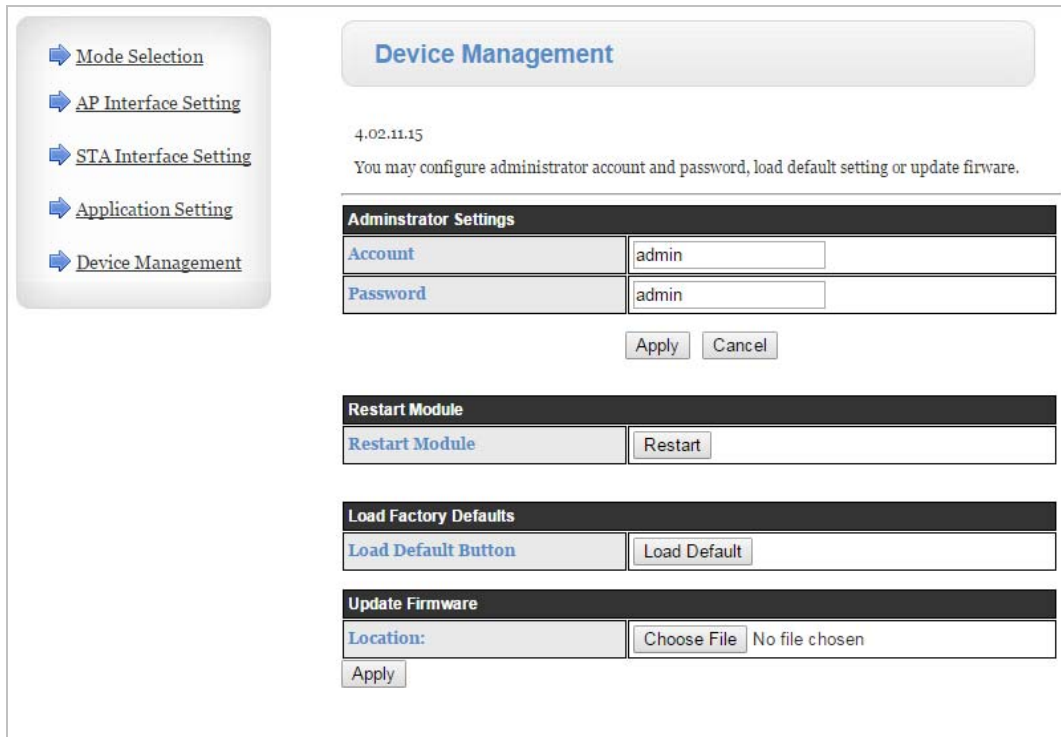 Mode Selection
AP Interface Setting
STA Interface Setting
Application Setting
Device Management
Device Management
4.02.11.15
You may configure administrator account and password, load default setting or update firware.
Adminstrator Settings
Account admin
Password admin
Apply Cancel
Restart Module
Restart Module Restart
Load Factory Defaults
Load Default Button Load Default
Update Firmware
Location: Choose File No file chosen
Apply